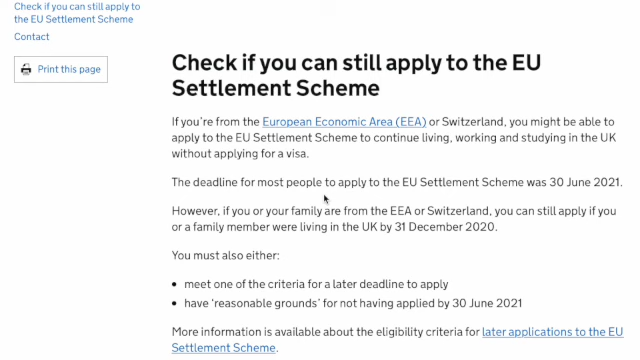 Check if you can still apply to
the EU Settlement Scheme
Contact
Print this page
Check if you can still apply to the EU
Settlement Scheme
If you're from the European Economic Area (EEA) or Switzerland, you might be able to
apply to the EU Settlement Scheme to continue living, working and studying in the UK
without applying for a visa.
The deadline for most people to apply to the EU Settlement Scheme was 30 June 2021.
However, if you or your family are from the EEA or Switzerland, you can still apply if you
or a family member were living in the UK by 31 December 2020.
You must also either:
• meet one of the criteria for a later deadline to apply
• have ‘reasonable grounds’ for not having applied by 30 June 2021
More information is available about the eligibility criteria for later applications to the EU
Settlement Scheme.